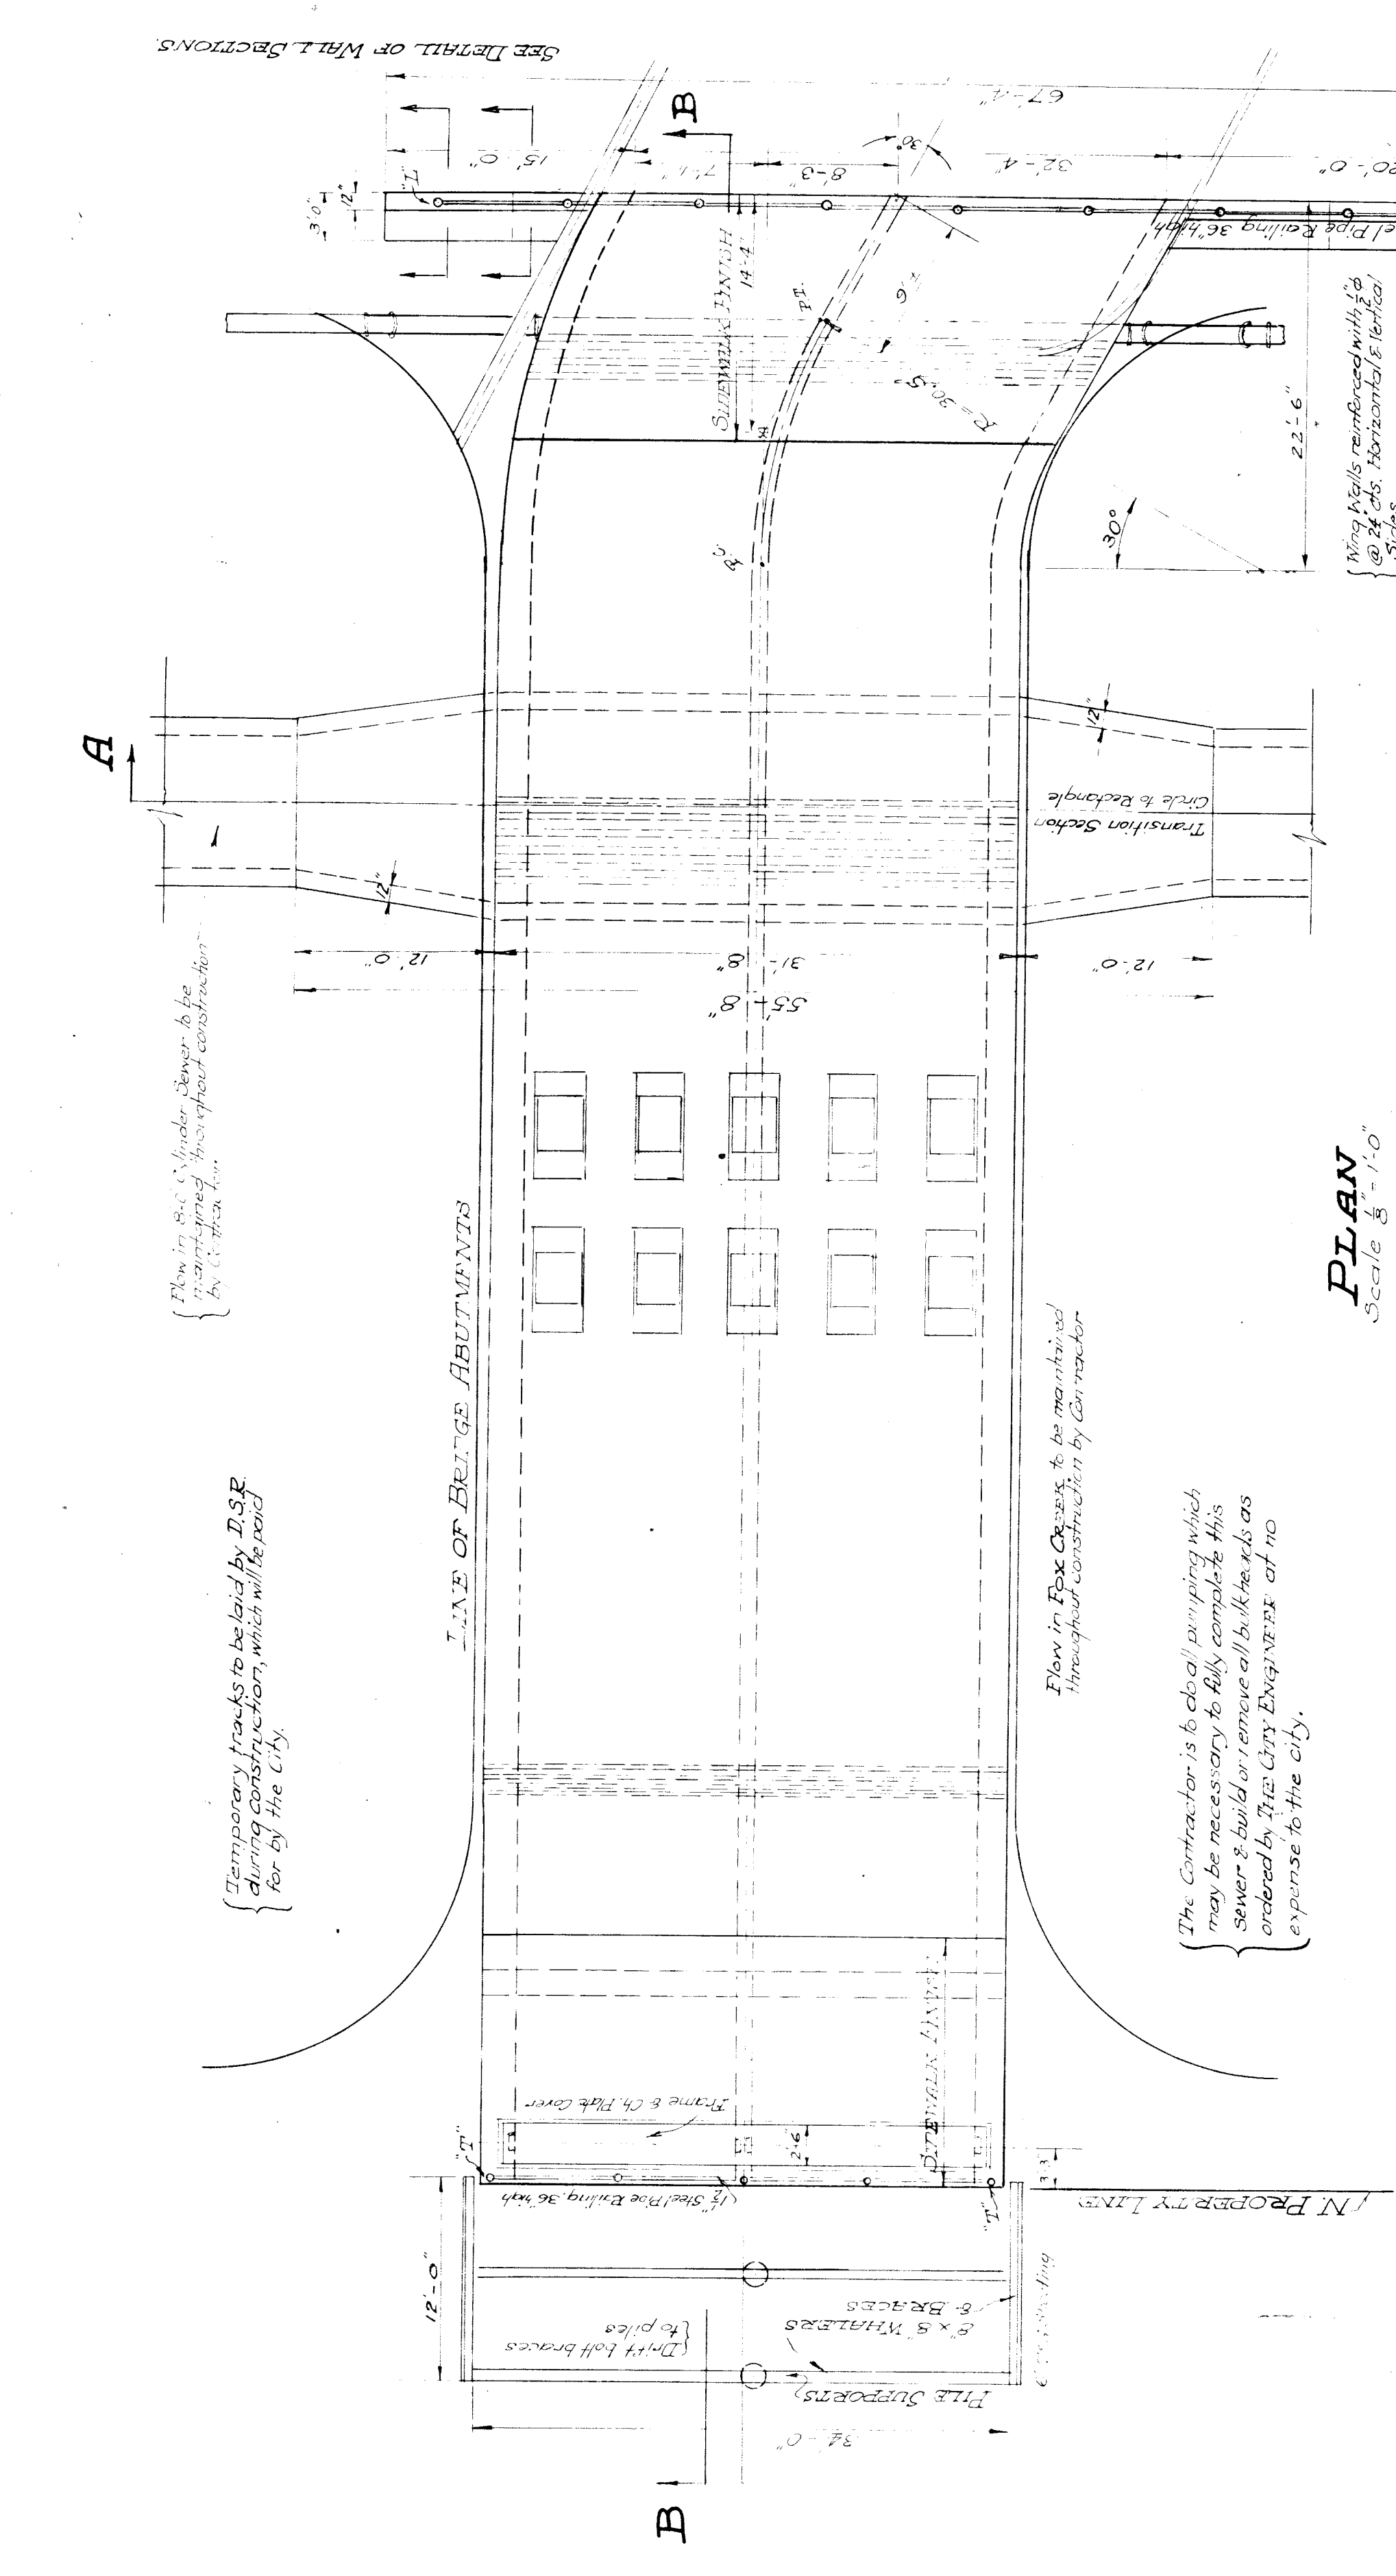 SEE DETAIL OF WALL SECTIONS.
67'-4"
B
15'-0"
7'-1"
8'-3"
30°
32'-4"
20'-0"
3'-0"
12"
"T"
el Pipe Railing 36" high
SIDEWALK FINISH
14'-4"
P.T.
R = 30'
22'-6"
30°
{Wing Walls reinforced with ½"ϕ
@ 24" cts. Horizontal & Vertical
Sides
P.C.
A
12"
12"
Transition Section
Circle to Rectangle
12'-0"
31'-8"
12'-0"
55'-8"
{Flow in Cylinder Sewer to be
maintained throughout construction
by Contractor.
LINE OF BRIDGE ABUTMENTS
PLAN
Scale ⅛" = 1'-0"
Flow in FOX CREEK to be maintained
throughout construction by Contractor
{Temporary tracks to be laid by D.S.R.
during construction, which will be paid
for by the City.
{The Contractor is to do all pumping which
may be necessary to fully complete this
sewer & build or remove all bulkheads as
ordered by THE CITY ENGINEER at no
expense to the city.
SIDEWALK FINISH
Frame & Ch. Plate Cover
2'-6"
"T"
1½" Steel Pipe Railing, 36" high
"T"
3'-3"
N. PROPERTY LINE
12'-0"
{Drift bolt braces
to piles
8" x 8" WHALERS
& BRACES
Sheeting
PILE SUPPORTS
34'-0"
B